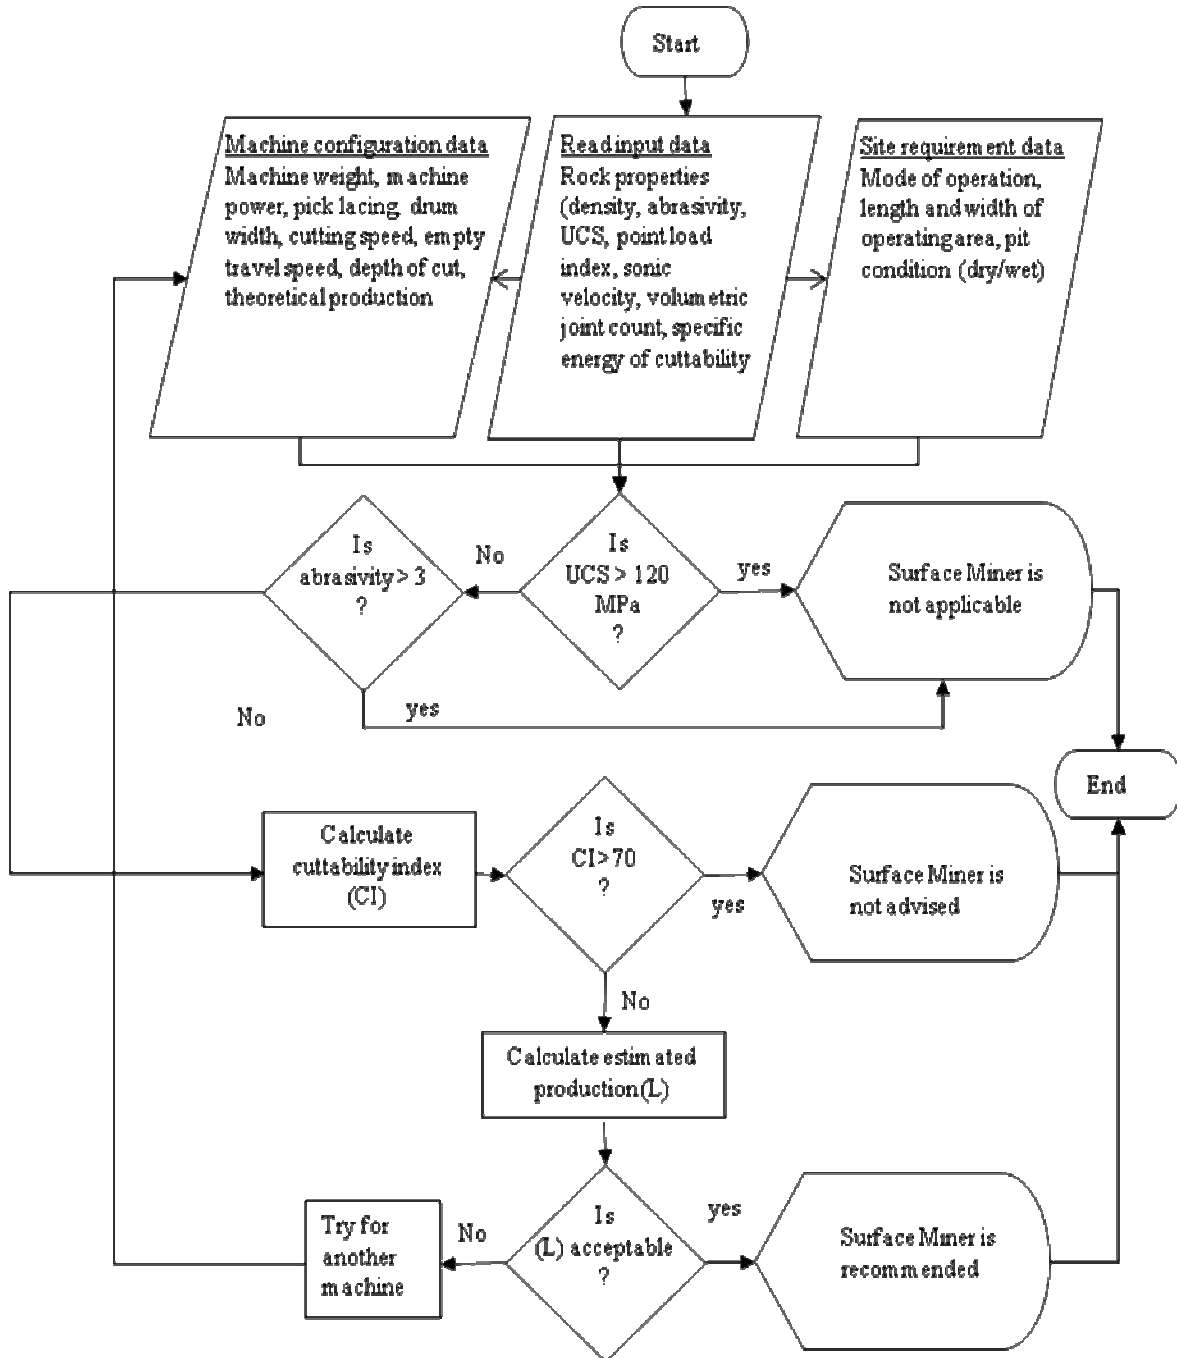 Start
Machine configuration data
Machine weight, machine
power, pick lacing, drum
width, cutting speed, empty
travel speed, depth of cut,
theoretical production
Read input data
Rock properties
(density, abrasivity,
UCS, point load
index, sonic
velocity, volumetric
joint count, specific
energy of cuttability
Site requirement data
Mode of operation,
length and width of
operating area, pit
condition (dry/wet)
Is
abrasivity > 3
?
No
Is
UCS > 120
MPa
?
yes
Surface Miner is
not applicable
No
yes
End
Calculate
cuttability index
(CI)
Is
CI > 70
?
yes
Surface Miner is
not advised
No
Calculate estimated
production (L)
Try for
another
machine
No
Is
(L) acceptable
?
yes
Surface Miner is
recommended